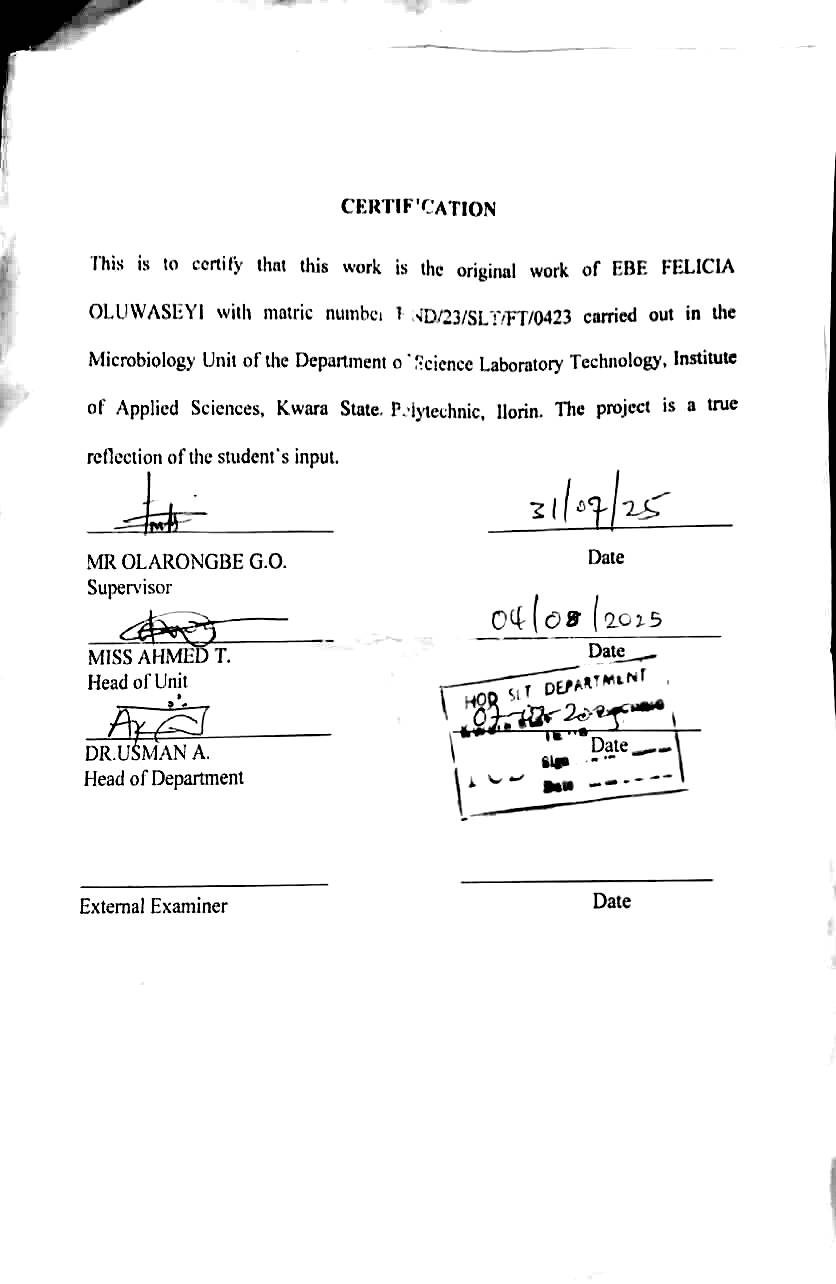 CERTIFICATION
This is to certify that this work is the original work of EBE FELICIA
OLUWASEYI with matric number ND/23/SLT/FT/0423 carried out in the
Microbiology Unit of the Department of Science Laboratory Technology, Institute
of Applied Sciences, Kwara State. Polytechnic, Ilorin. The project is a true
reflection of the student's input.
31/07/25
MR OLARONGBE G.O.
Date
Supervisor
04/08/2025
MISS AHMED T.
Date
Head of Unit
HOD SLT DEPARTMENT
DR.USMAN A.
Date
Sign
Head of Department
Date
External Examiner
Date